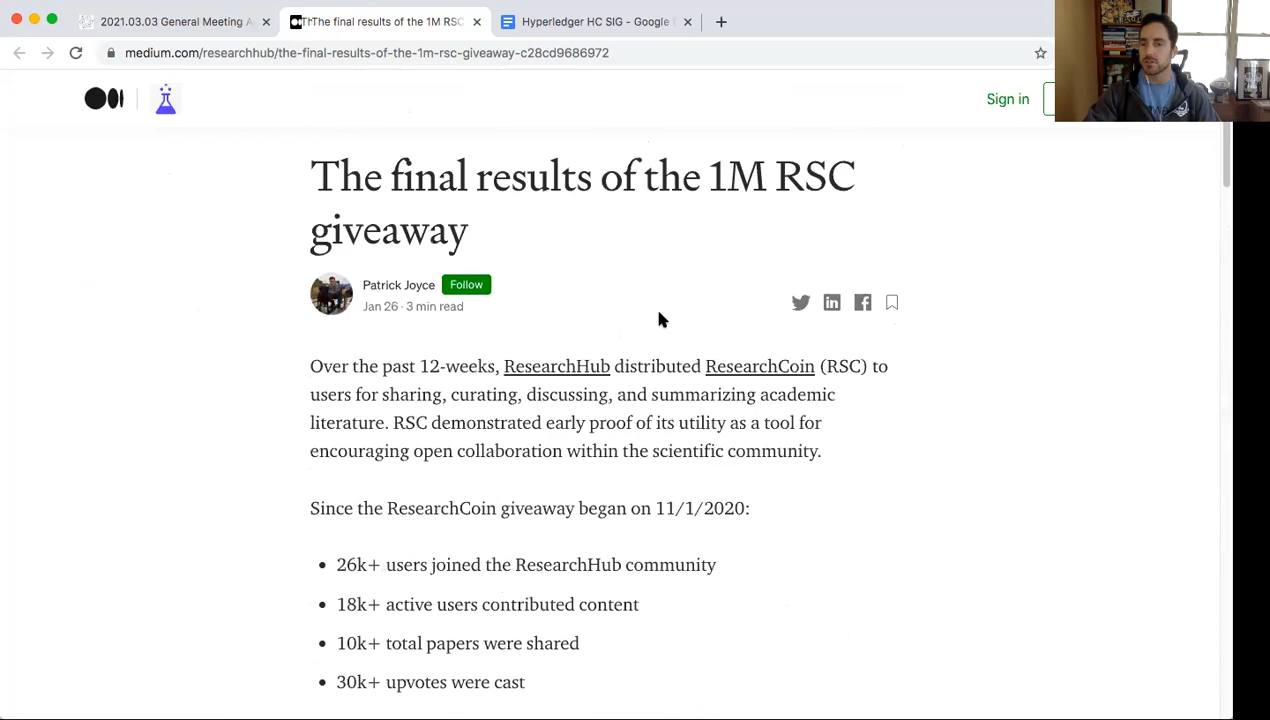 2021.03.03 General Meeting A
The final results of the 1M RSC
Hyperledger HC SIG - Google
medium.com/researchhub/the-final-results-of-the-1m-rsc-giveaway-c28cd9686972
Sign in
The final results of the 1M RSC
giveaway
Patrick Joyce Follow
Jan 26 · 3 min read
Over the past 12-weeks, ResearchHub distributed ResearchCoin (RSC) to
users for sharing, curating, discussing, and summarizing academic
literature. RSC demonstrated early proof of its utility as a tool for
encouraging open collaboration within the scientific community.
Since the ResearchCoin giveaway began on 11/1/2020:
• 26k+ users joined the ResearchHub community
• 18k+ active users contributed content
• 10k+ total papers were shared
• 30k+ upvotes were cast